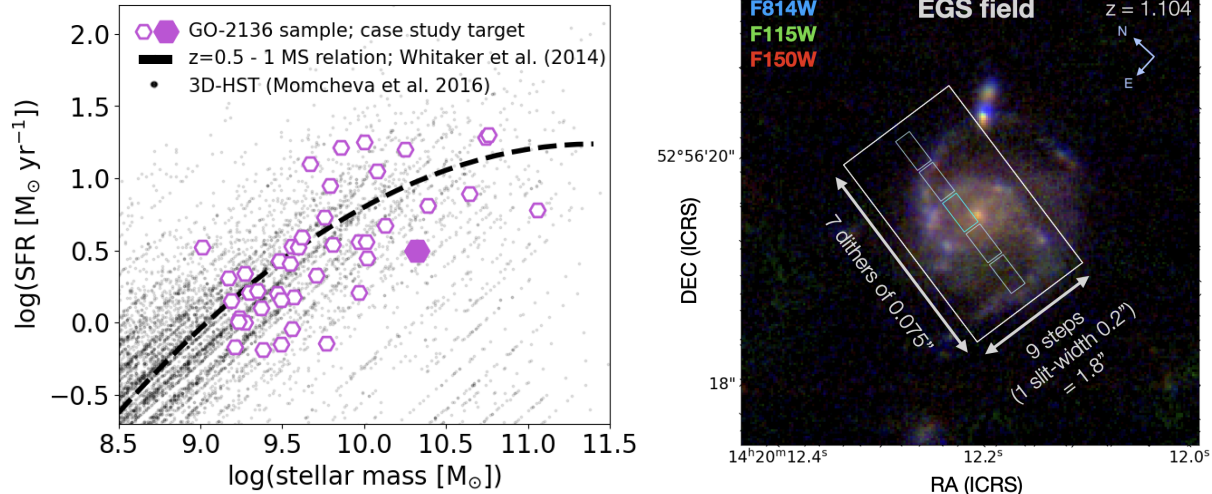 GO-2136 sample; case study target
z=0.5 - 1 MS relation; Whitaker et al. (2014)
3D-HST (Momcheva et al. 2016)
log(SFR [M⊙ yr⁻¹])
2.0
1.5
1.0
0.5
0.0
−0.5
8.5 9.0 9.5 10.0 10.5 11.0 11.5
log(stellar mass [M⊙])
F814W
F115W
F150W
EGS field
z = 1.104
N
E
7 dithers of 0.075"
9 steps
(1 slit-width 0.2")
= 1.8"
DEC (ICRS)
52°56'20"
18"
14ʰ20ᵐ12.4ˢ 12.2ˢ 12.0ˢ
RA (ICRS)